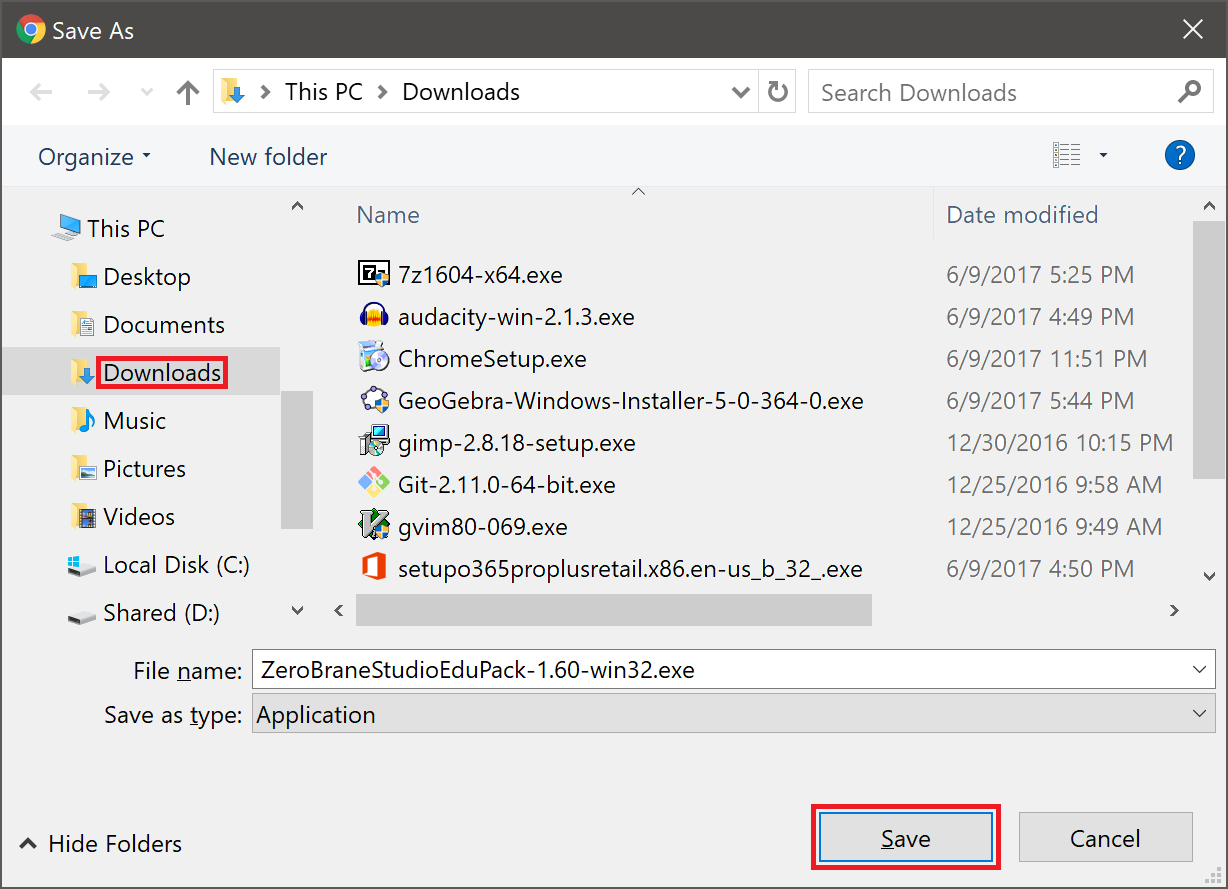 Save As
This PC > Downloads
Search Downloads
Organize
New folder
?
This PC
Desktop
Documents
Downloads
Music
Pictures
Videos
Local Disk (C:)
Shared (D:)
Name Date modified
7z1604-x64.exe 6/9/2017 5:25 PM
audacity-win-2.1.3.exe 6/9/2017 4:49 PM
ChromeSetup.exe 6/9/2017 11:51 PM
GeoGebra-Windows-Installer-5-0-364-0.exe 6/9/2017 5:44 PM
gimp-2.8.18-setup.exe 12/30/2016 10:15 PM
Git-2.11.0-64-bit.exe 12/25/2016 9:58 AM
gvim80-069.exe 12/25/2016 9:49 AM
setupo365proplusretail.x86.en-us_b_32_.exe 6/9/2017 4:50 PM
File name: ZeroBraneStudioEduPack-1.60-win32.exe
Save as type: Application
Hide Folders
Save
Cancel